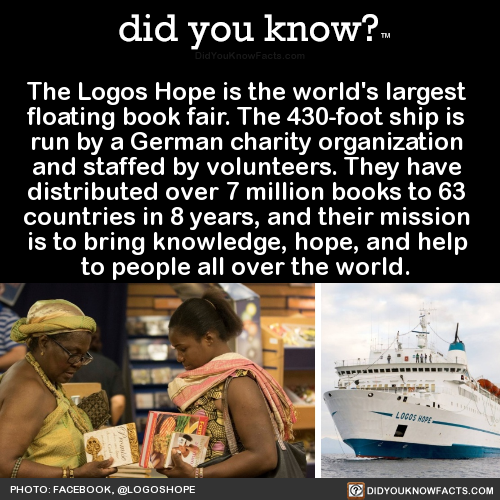 did you know?™
DidYouKnowFacts.com
The Logos Hope is the world's largest
floating book fair. The 430-foot ship is
run by a German charity organization
and staffed by volunteers. They have
distributed over 7 million books to 63
countries in 8 years, and their mission
is to bring knowledge, hope, and help
to people all over the world.
LOGOS HOPE
PHOTO: FACEBOOK, @LOGOSHOPE
DIDYOUKNOWFACTS.COM